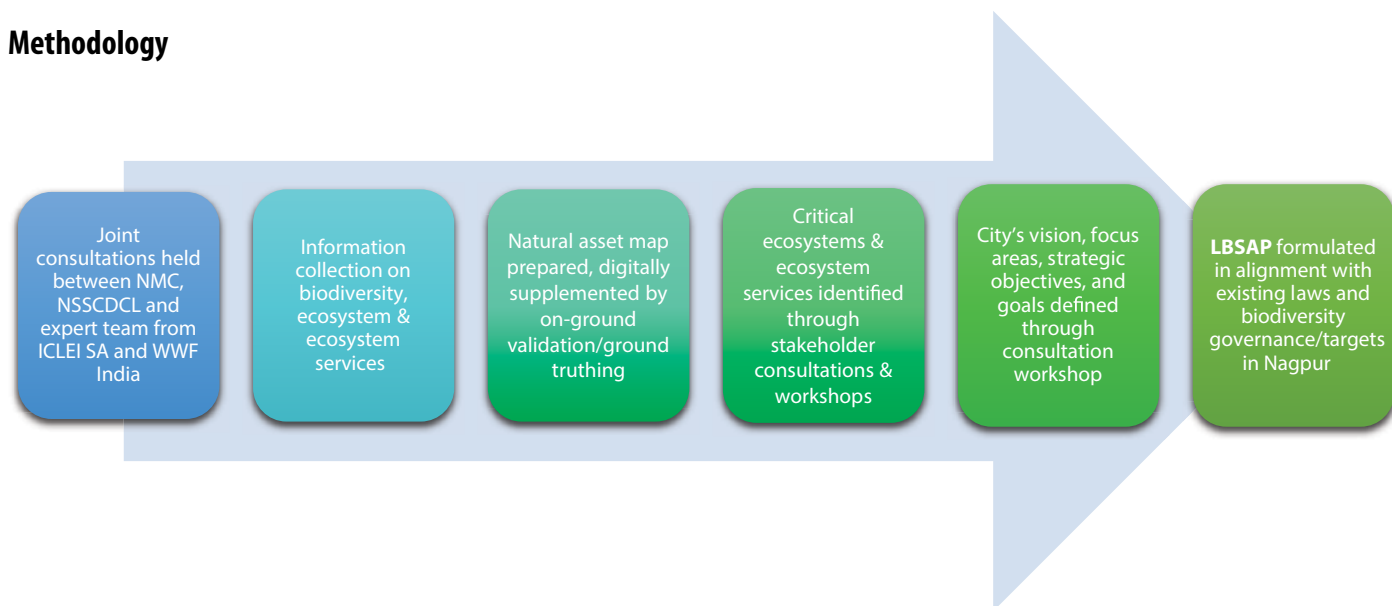 Methodology
Joint
consultations held
between NMC,
NSSCDCL and
expert team from
ICLEI SA and WWF
India
Information
collection on
biodiversity,
ecosystem &
ecosystem
services
Natural asset map
prepared, digitally
supplemented by
on-ground
validation/ground
truthing
Critical
ecosystems &
ecosystem
services identified
through
stakeholder
consultations &
workshops
City’s vision, focus
areas, strategic
objectives, and
goals defined
through
consultation
workshop
LBSAP formulated
in alignment with
existing laws and
biodiversity
governance/targets
in Nagpur